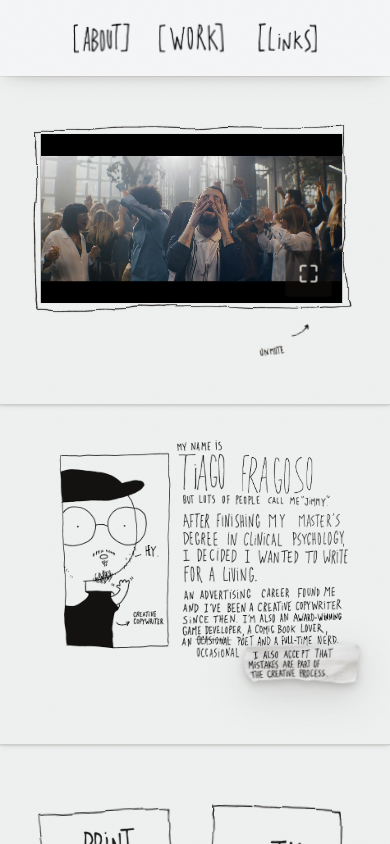 [ABOUT] [WORK] [LiNKS]
UNMUTE
MY NAME IS
TiAGO FRAGOSO
BUT LOTS OF PEOPLE CALL ME "JiMMY."
AFTER FINISHING MY MASTER'S
DEGREE IN CLiNiCAL PSYCHOLOGY,
I DECIDED I WANTED TO WRITE
FOR A LIVING.
AN ADVERTISING CAREER FOUND ME
AND I'VE BEEN A CREATIVE COPYWRITER
SINCE THEN. I'M ALSO AN AWARD-WINNING
GAME DEVELOPER, A COMIC BOOK LOVER,
AN OCASIONAL POET AND A FULL-TIME NERD.
OCCASIONAL
I ALSO ACCEPT THAT
MISTAKES ARE PART OF
THE CREATIVE PROCESS.
HY.
CREATIVE
COPYWRITER
PRiNT